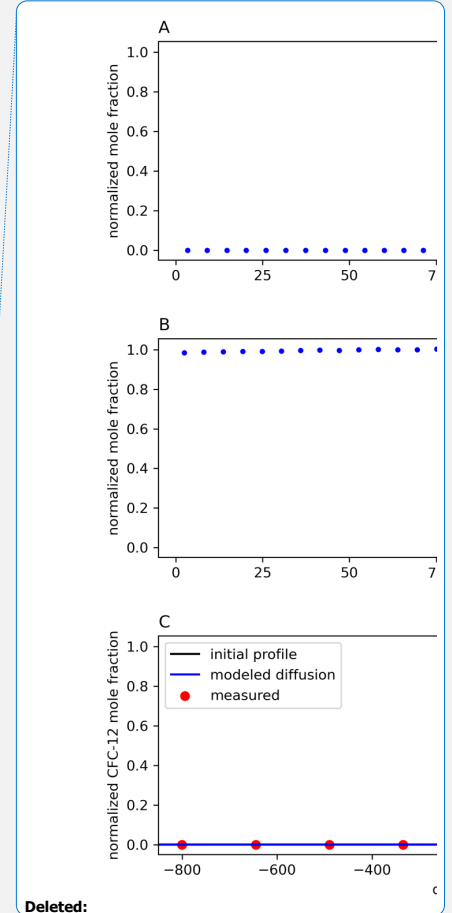 A
normalized mole fraction
1.0
0.8
0.6
0.4
0.2
0.0
0 25 50 7
B
normalized mole fraction
1.0
0.8
0.6
0.4
0.2
0.0
0 25 50 7
C
normalized CFC-12 mole fraction
1.0
0.8
0.6
0.4
0.2
0.0
initial profile
modeled diffusion
measured
−800 −600 −400
Deleted: